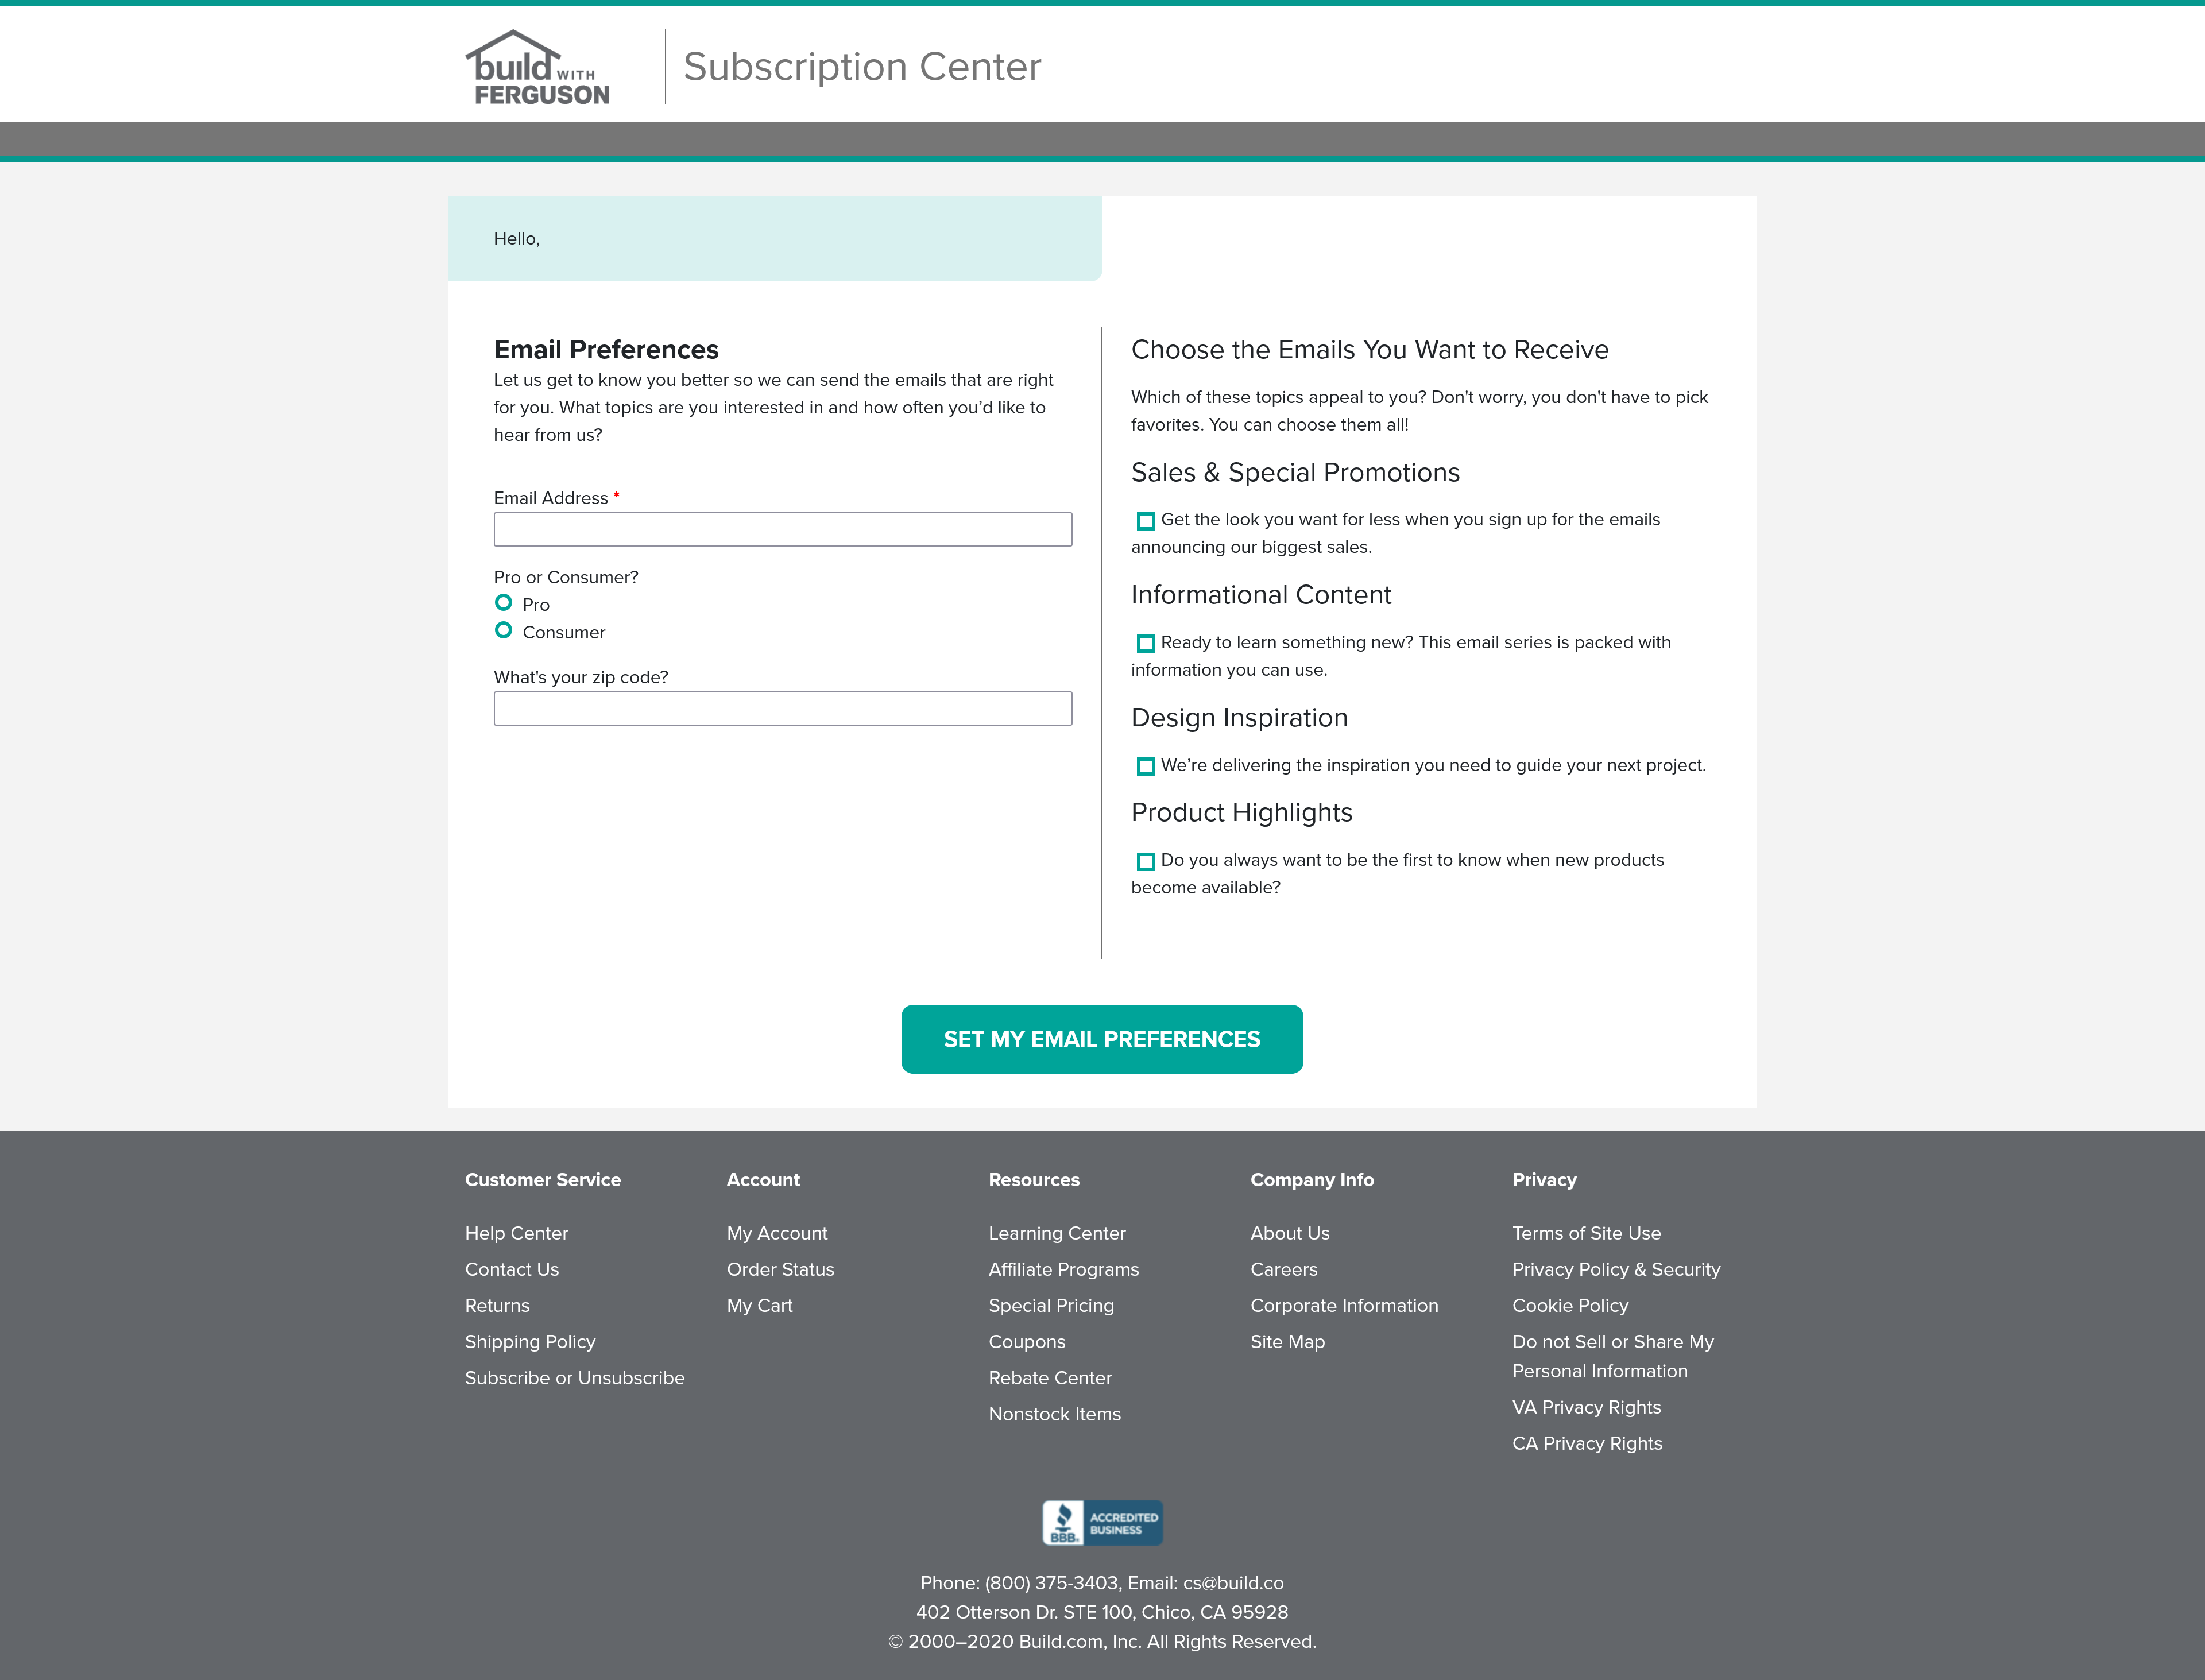 build WITH
FERGUSON
Subscription Center
Hello,
Email Preferences
Let us get to know you better so we can send the emails that are right
for you. What topics are you interested in and how often you’d like to
hear from us?
Email Address *
Pro or Consumer?
Pro
Consumer
What's your zip code?
Choose the Emails You Want to Receive
Which of these topics appeal to you? Don't worry, you don't have to pick
favorites. You can choose them all!
Sales & Special Promotions
Get the look you want for less when you sign up for the emails
announcing our biggest sales.
Informational Content
Ready to learn something new? This email series is packed with
information you can use.
Design Inspiration
We’re delivering the inspiration you need to guide your next project.
Product Highlights
Do you always want to be the first to know when new products
become available?
SET MY EMAIL PREFERENCES
Customer Service
Help Center
Contact Us
Returns
Shipping Policy
Subscribe or Unsubscribe
Account
My Account
Order Status
My Cart
Resources
Learning Center
Affiliate Programs
Special Pricing
Coupons
Rebate Center
Nonstock Items
Company Info
About Us
Careers
Corporate Information
Site Map
Privacy
Terms of Site Use
Privacy Policy & Security
Cookie Policy
Do not Sell or Share My
Personal Information
VA Privacy Rights
CA Privacy Rights
BBB
ACCREDITED
BUSINESS
Phone: (800) 375-3403, Email: cs@build.co
402 Otterson Dr. STE 100, Chico, CA 95928
© 2000–2020 Build.com, Inc. All Rights Reserved.